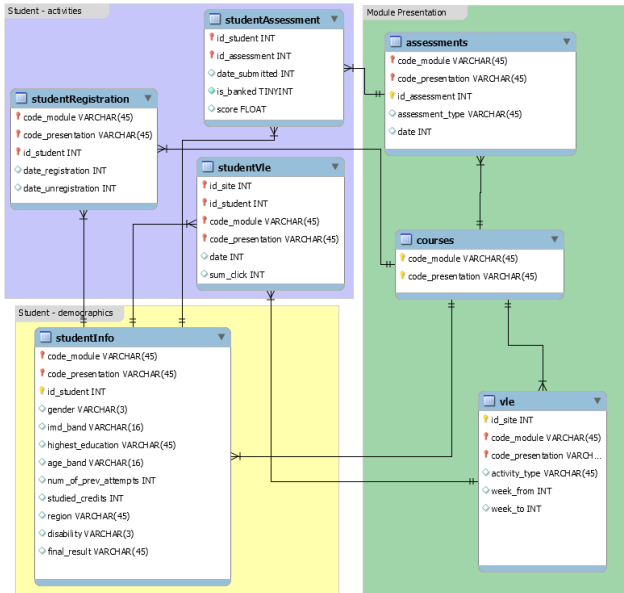 Student - activities
studentAssessment
id_student INT
id_assessment INT
date_submitted INT
is_banked TINYINT
score FLOAT
studentRegistration
code_module VARCHAR(45)
code_presentation VARCHAR(45)
id_student INT
date_registration INT
date_unregistration INT
studentVle
id_site INT
id_student INT
code_module VARCHAR(45)
code_presentation VARCHAR(45)
date INT
sum_click INT
Student - demographics
studentInfo
code_module VARCHAR(45)
code_presentation VARCHAR(45)
id_student INT
gender VARCHAR(3)
imd_band VARCHAR(16)
highest_education VARCHAR(45)
age_band VARCHAR(16)
num_of_prev_attempts INT
studied_credits INT
region VARCHAR(45)
disability VARCHAR(3)
final_result VARCHAR(45)
Module Presentation
assessments
code_module VARCHAR(45)
code_presentation VARCHAR(45)
id_assessment INT
assessment_type VARCHAR(45)
date INT
courses
code_module VARCHAR(45)
code_presentation VARCHAR(45)
vle
id_site INT
code_module VARCHAR(45)
code_presentation VARCH...
activity_type VARCHAR(45)
week_from INT
week_to INT